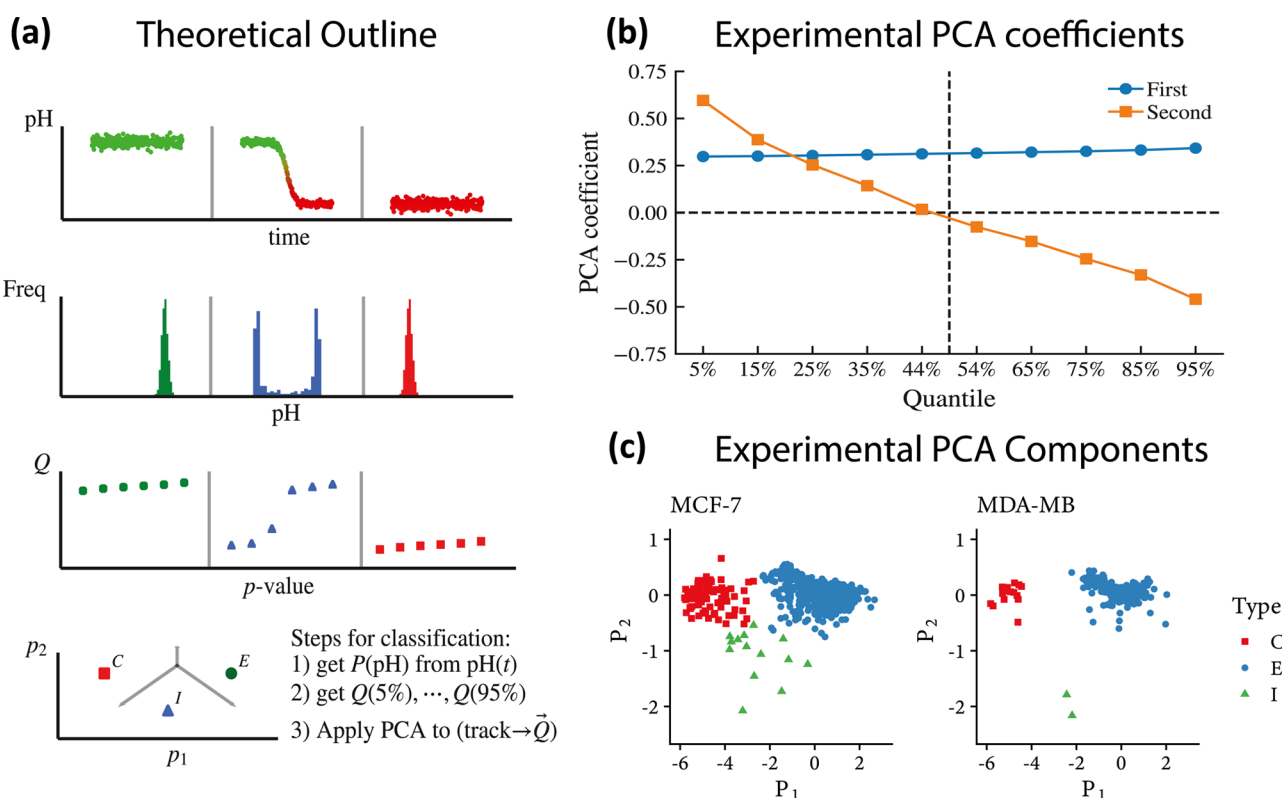 (a) Theoretical Outline
pH
time
Freq
pH
Q
p-value
p2
C
E
I
p1
Steps for classification:
1) get P(pH) from pH(t)
2) get Q(5%), ⋯, Q(95%)
3) Apply PCA to (track→Q⃗)
(b) Experimental PCA coefficients
PCA coefficient
0.75
0.50
0.25
0.00
−0.25
−0.50
−0.75
First
Second
5% 15% 25% 35% 44% 54% 65% 75% 85% 95%
Quantile
(c) Experimental PCA Components
MCF-7
P2
1
0
-1
-2
-6 -4 -2 0 2
P1
MDA-MB
P2
1
0
-1
-2
-6 -4 -2 0 2
P1
Type
C
E
I